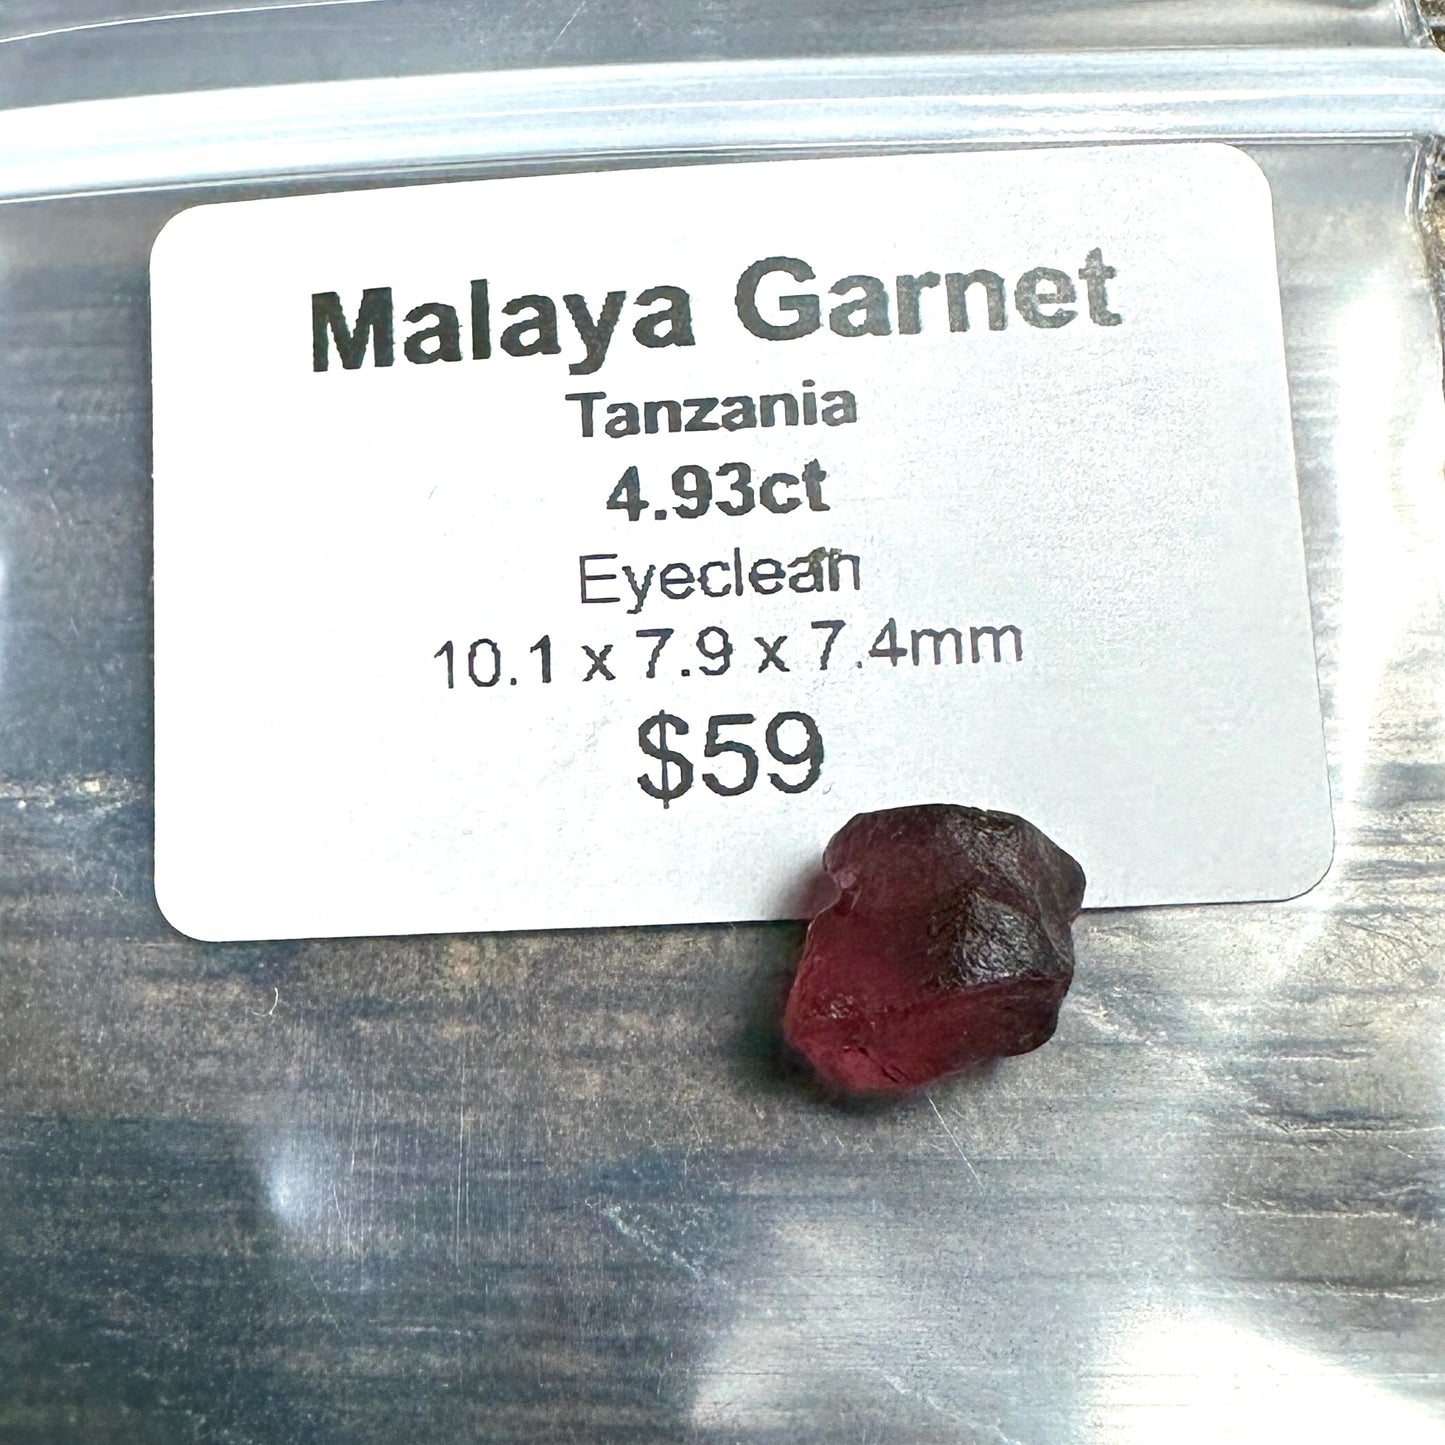 Malaya Garnet
Tanzania
4.93ct
Eyeclean
10.1 x 7.9 x 7.4mm
$59